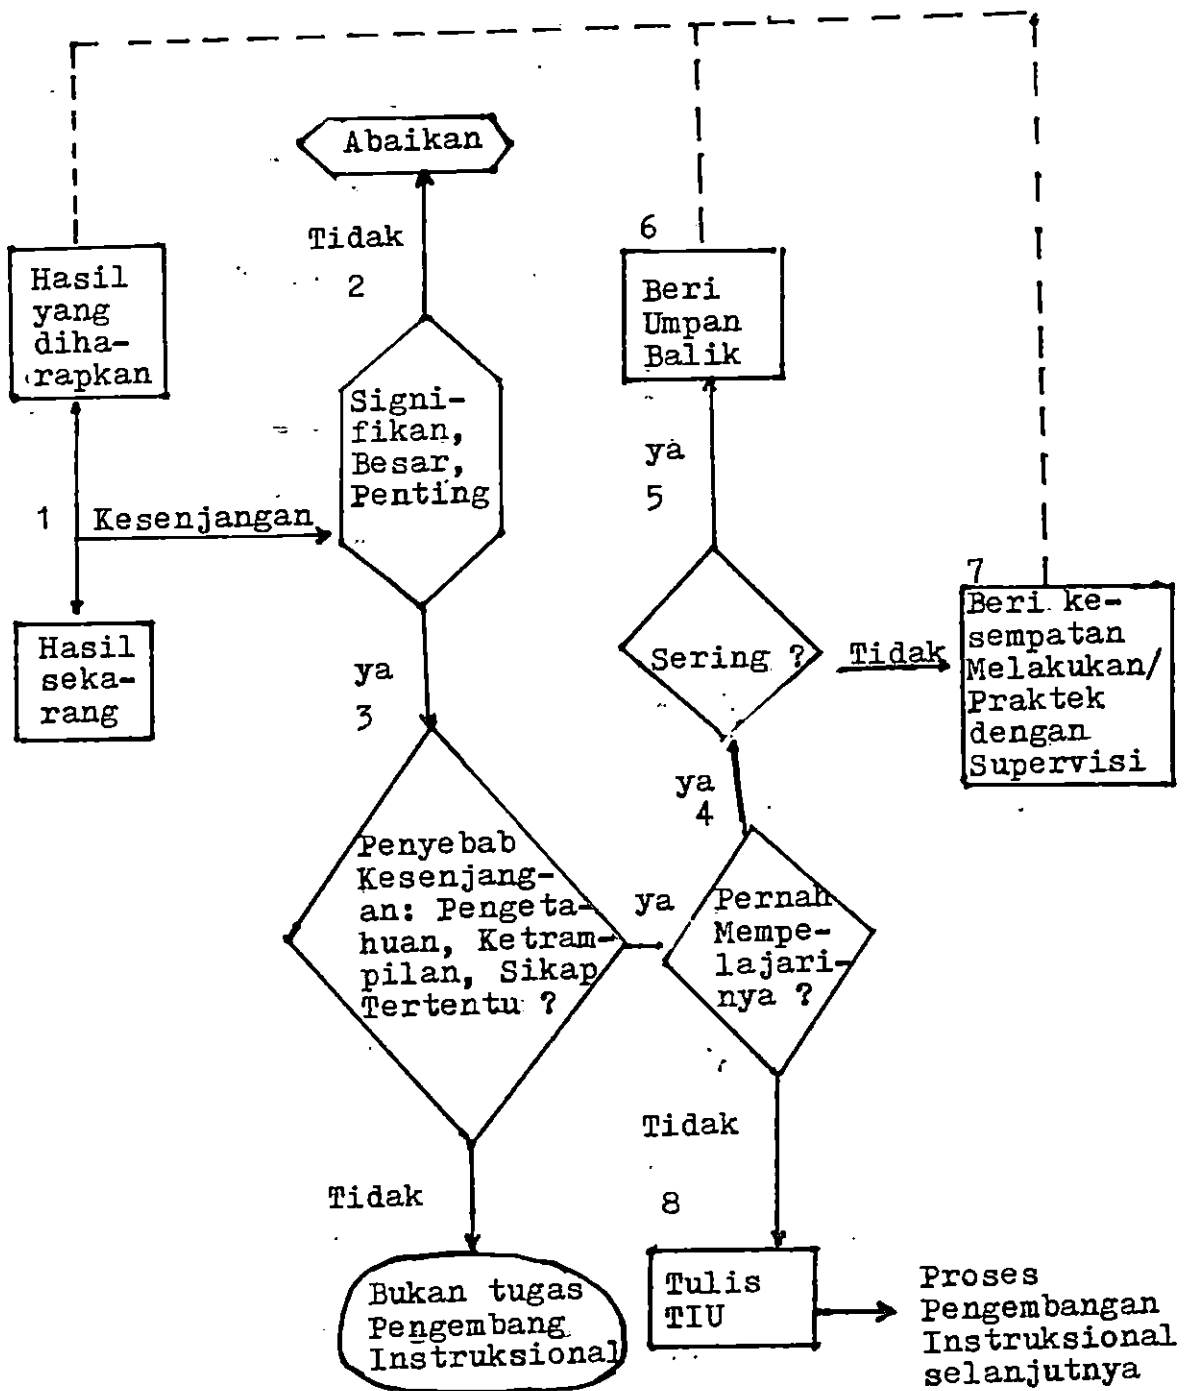 Abaikan
Tidak
2
6
Hasil
yang
diha-
rapkan
Beri
Umpan
Balik
Signi-
fikan,
Besar,
Penting
ya
5
1
Kesenjangan
7
Beri ke-
sempatan
Melakukan/
Praktek
dengan
Supervisi
Hasil
seka-
rang
Sering ?
Tidak
ya
3
ya
4
Penyebab
Kesenjang-
an: Pengeta-
huan, Ketram-
pilan, Sikap
Tertentu ?
ya
Pernah
Mempe-
lajari-
nya ?
Tidak
Tidak
8
Bukan tugas
Pengembang
Instruksional
Tulis
TIU
Proses
Pengembangan
Instruksional
selanjutnya